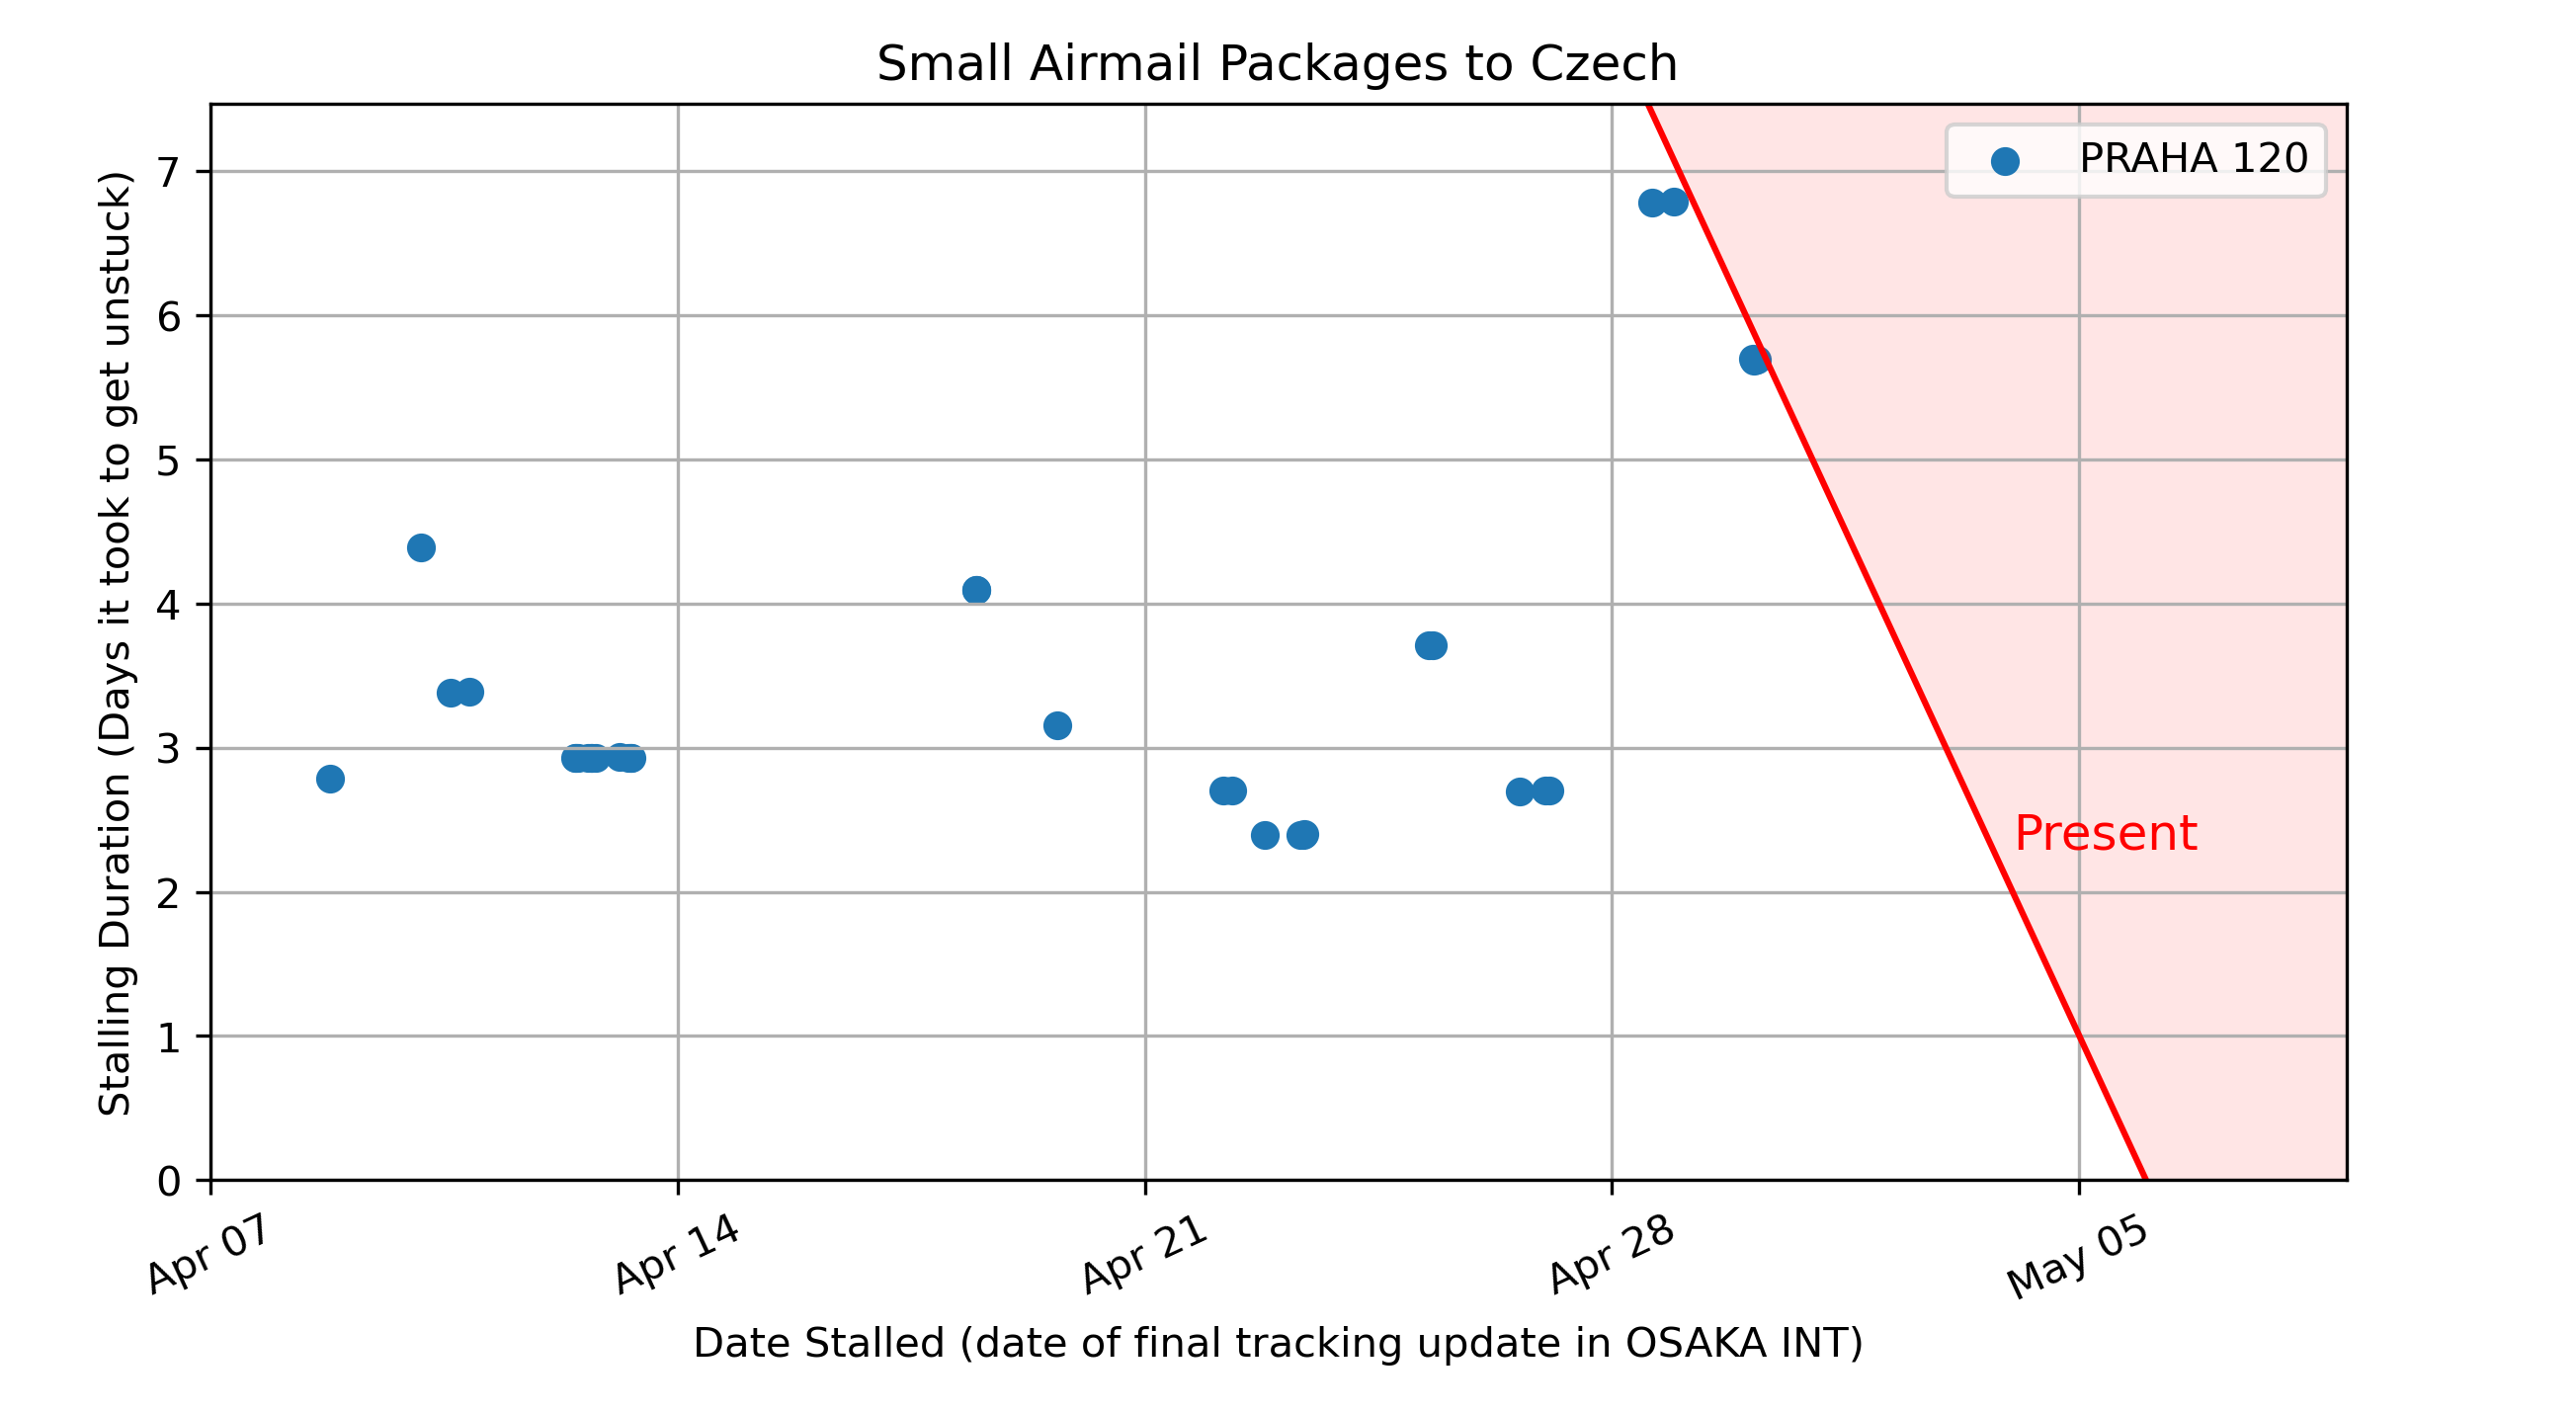 Small Airmail Packages to Czech
PRAHA 120
Stalling Duration (Days it took to get unstuck)
7
6
5
4
3
2
1
0
Present
Apr 07
Apr 14
Apr 21
Apr 28
May 05
Date Stalled (date of final tracking update in OSAKA INT)